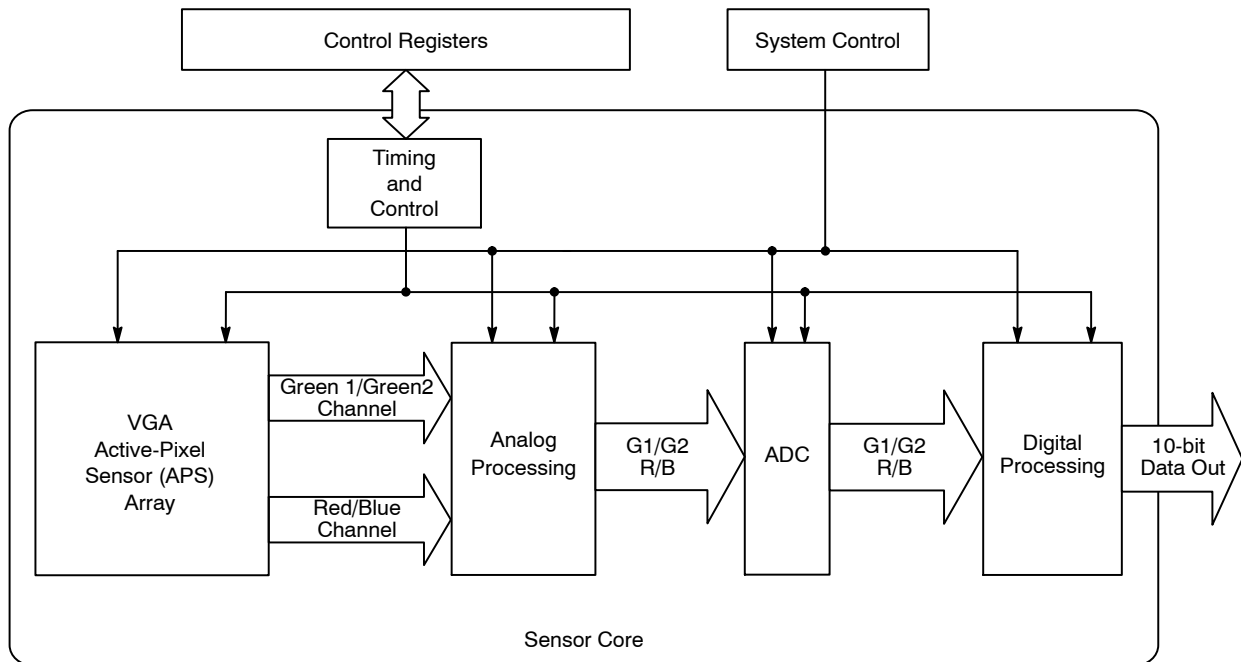 Control Registers
System Control
Timing
and
Control
Green 1/Green2
Channel
VGA
Active-Pixel
Sensor (APS)
Array
Red/Blue
Channel
Analog
Processing
G1/G2
R/B
ADC
G1/G2
R/B
Digital
Processing
10-bit
Data Out
Sensor Core